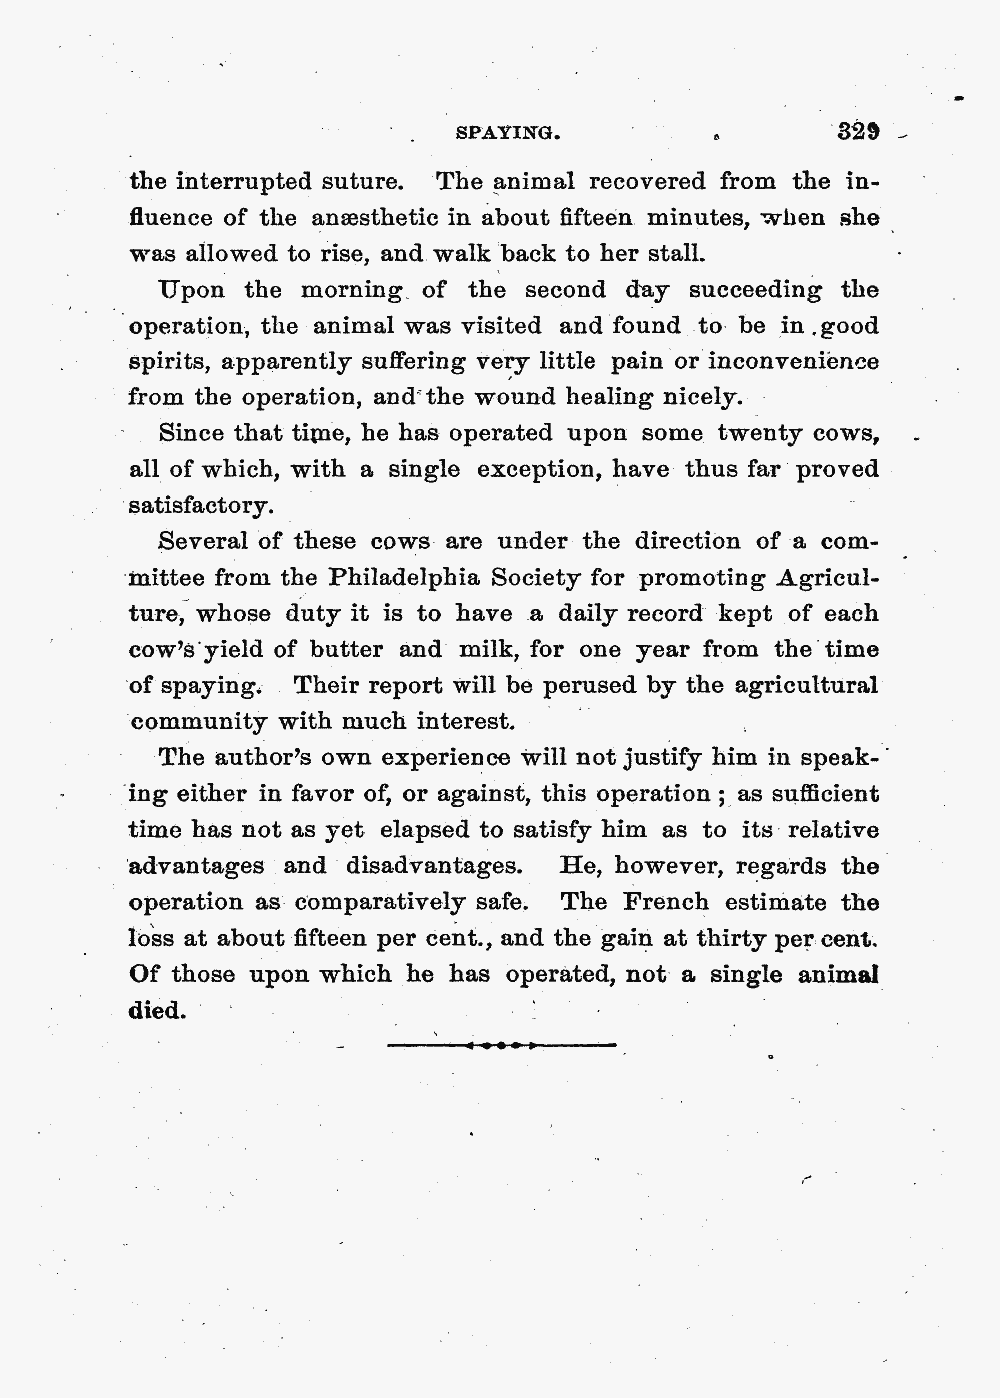 SPAYING. 329
the interrupted suture. The animal recovered from the in-
fluence of the anæsthetic in about fifteen minutes, when she
was allowed to rise, and walk back to her stall.
Upon the morning of the second day succeeding the
operation, the animal was visited and found to be in good
spirits, apparently suffering very little pain or inconvenience
from the operation, and the wound healing nicely.
Since that time, he has operated upon some twenty cows,
all of which, with a single exception, have thus far proved
satisfactory.
Several of these cows are under the direction of a com-
mittee from the Philadelphia Society for promoting Agricul-
ture, whose duty it is to have a daily record kept of each
cow's yield of butter and milk, for one year from the time
of spaying. Their report will be perused by the agricultural
community with much interest.
The author's own experience will not justify him in speak-
ing either in favor of, or against, this operation ; as sufficient
time has not as yet elapsed to satisfy him as to its relative
advantages and disadvantages. He, however, regards the
operation as comparatively safe. The French estimate the
loss at about fifteen per cent., and the gain at thirty per cent.
Of those upon which he has operated, not a single animal
died.